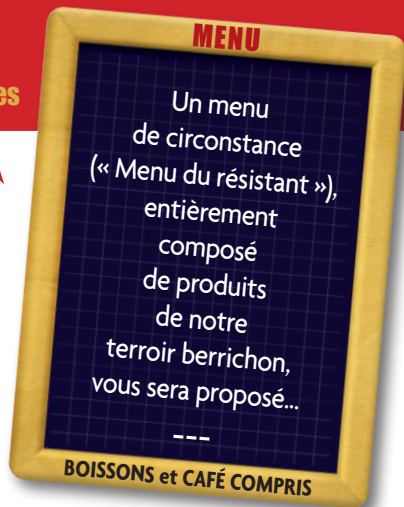 MENU
es
Un menu
de circonstance
(« Menu du résistant »),
entièrement
composé
de produits
de notre
terroir berrichon,
vous sera proposé...
---
BOISSONS et CAFÉ COMPRIS